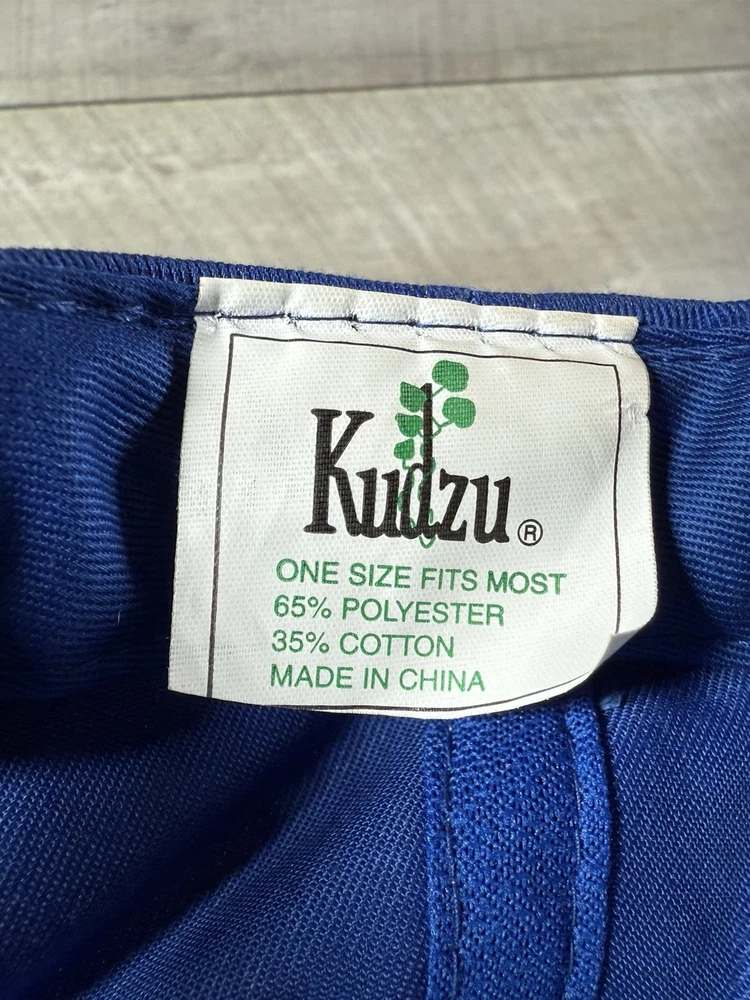 Kudzu®
ONE SIZE FITS MOST
65% POLYESTER
35% COTTON
MADE IN CHINA